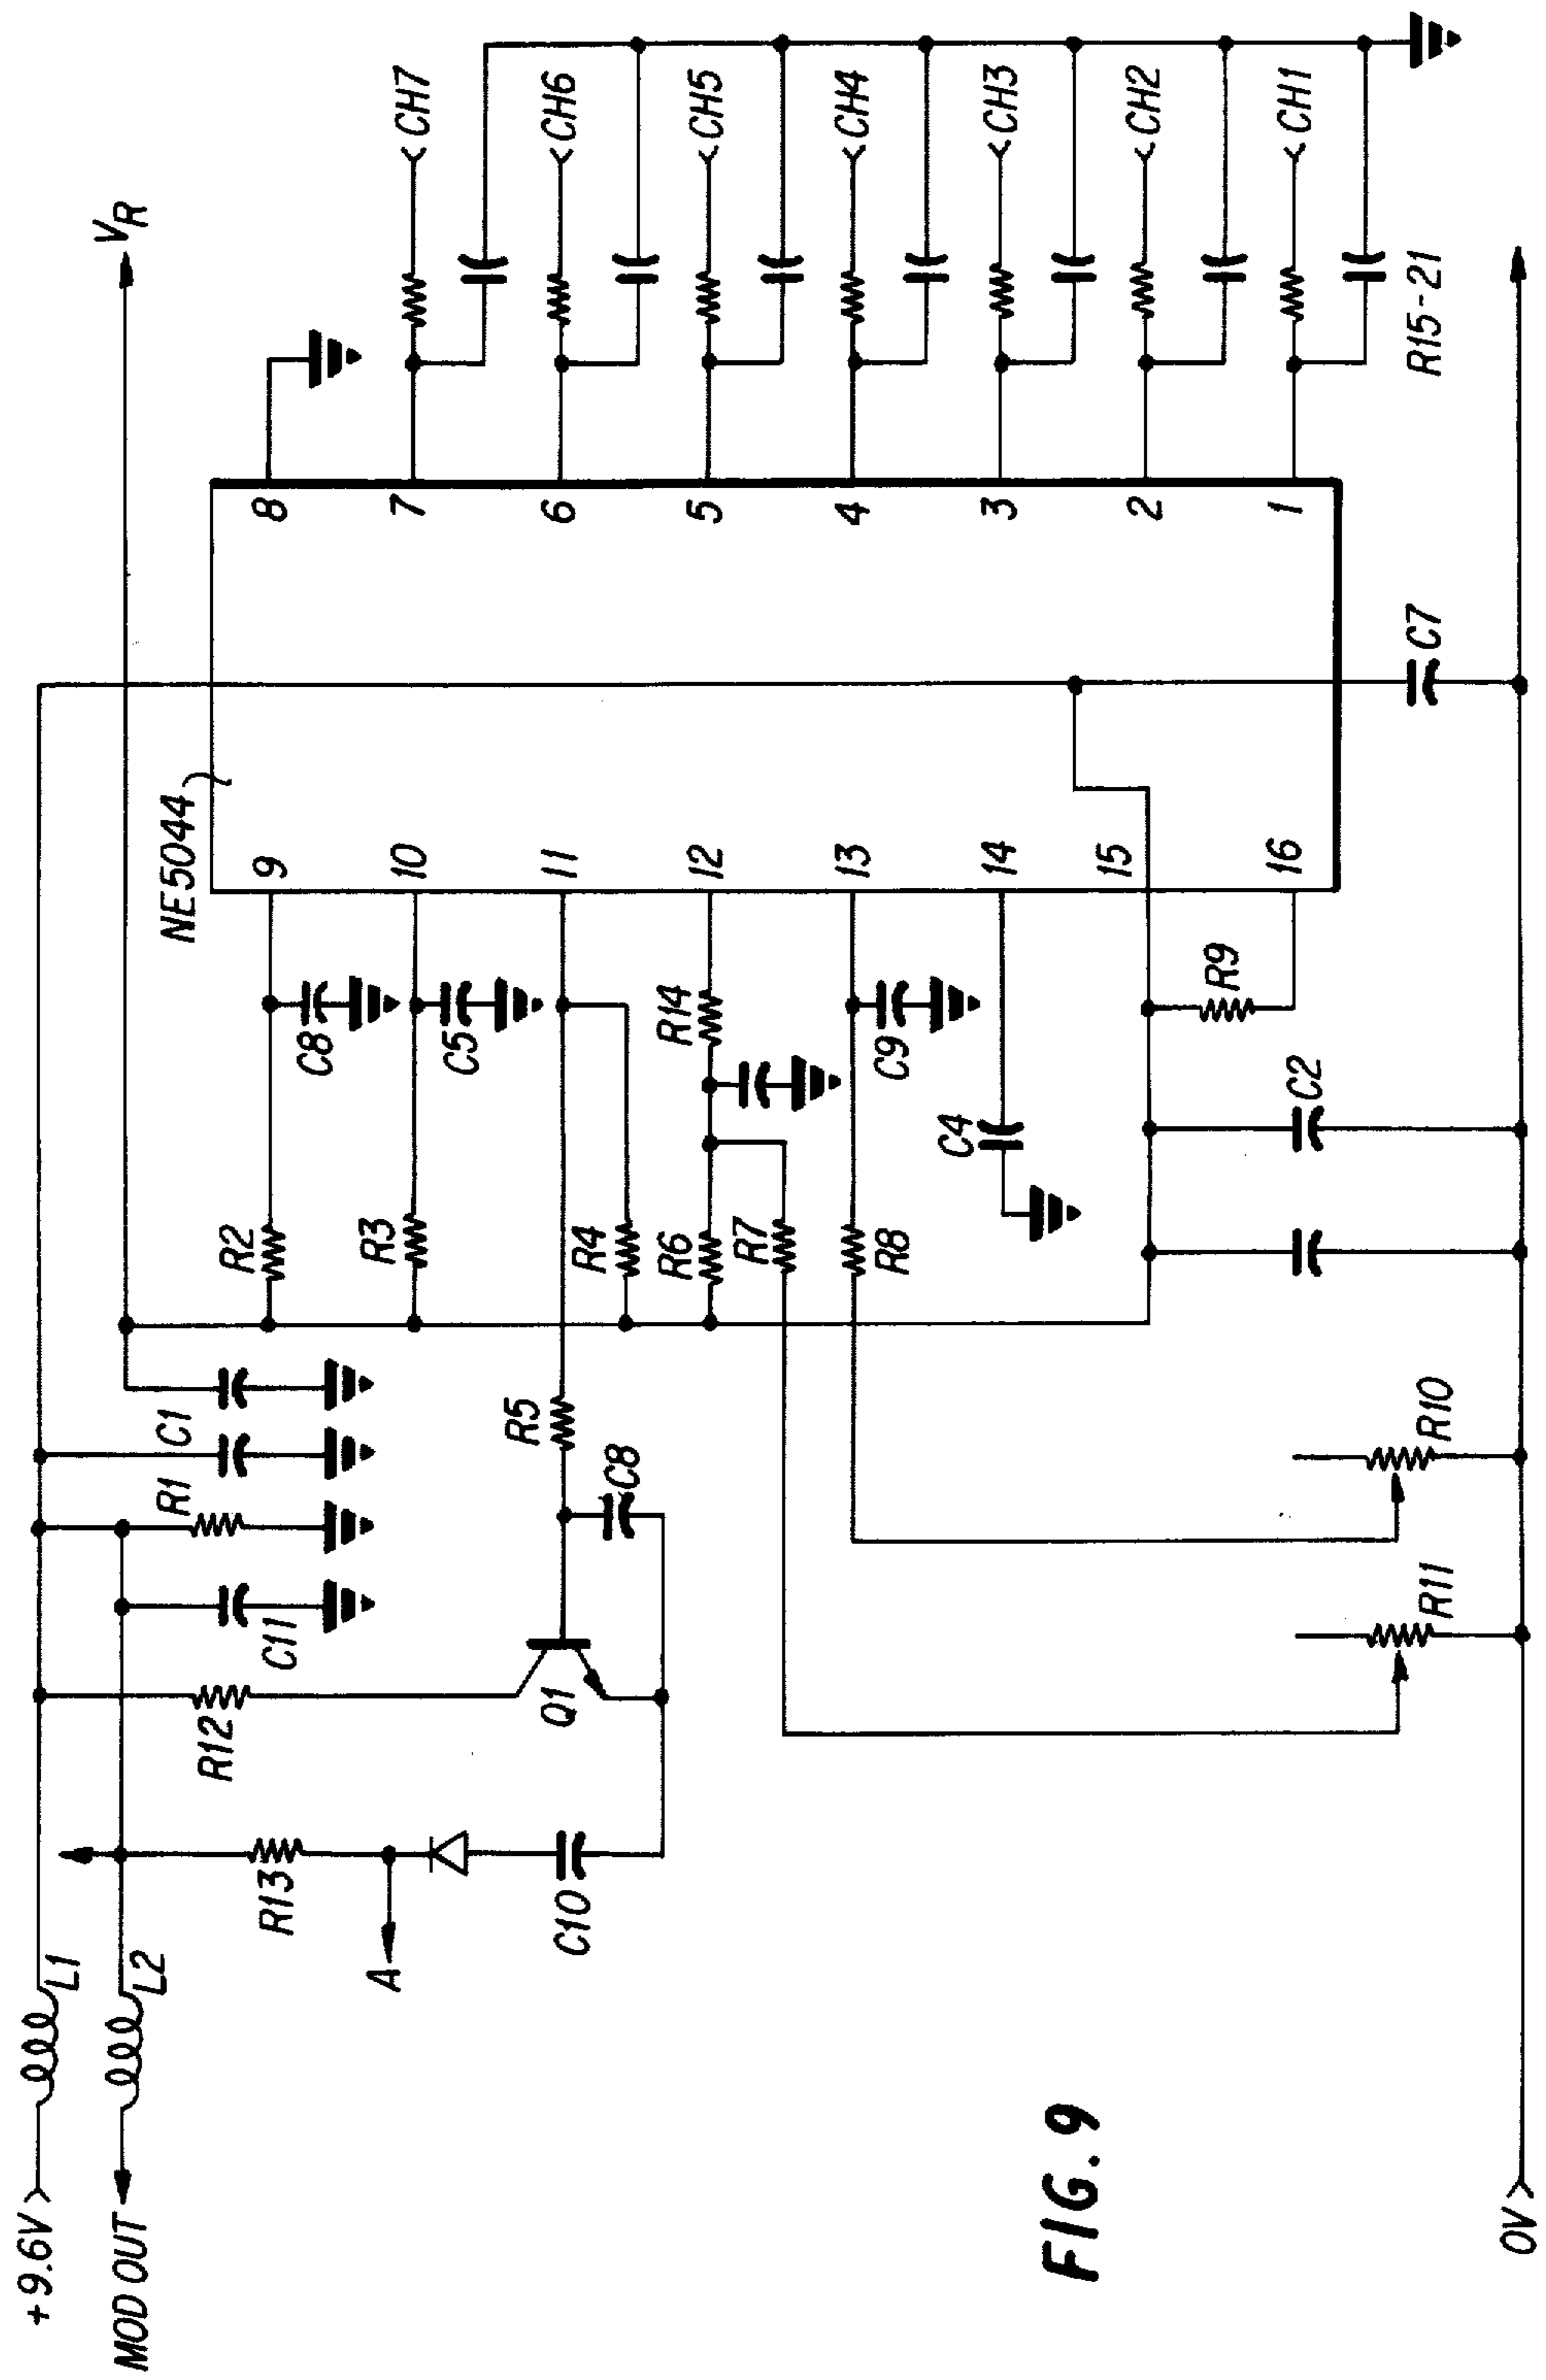 +9.6V
L1
MOD OUT
L2
R13
A
C10
R12
C11
R1
C1
Q1
C8
R5
R2
R3
R4
R6
R7
R8
C8
C5
R14
C9
C4
R9
C2
R11
R10
NE5044
9
10
11
12
13
14
15
16
8
7
6
5
4
3
2
1
C7
VR
CH7
CH6
CH5
CH4
CH3
CH2
CH1
R15-21
0V
FIG. 9